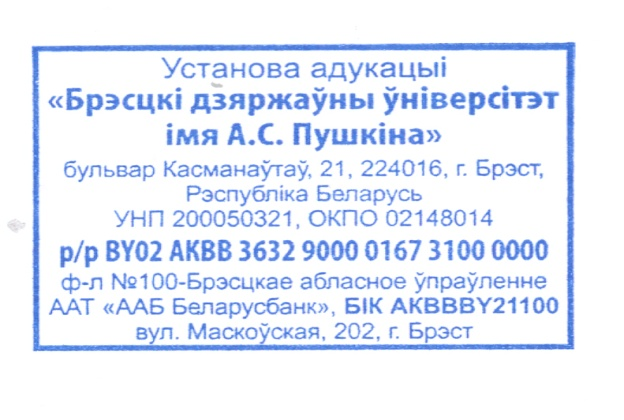 Установа адукацыі
«Брэсцкі дзяржаўны ўніверсітэт
імя А.С. Пушкіна»
бульвар Касманаўтаў, 21, 224016, г. Брэст,
Рэспубліка Беларусь
УНП 200050321, ОКПО 02148014
р/р BY02 AKBB 3632 9000 0167 3100 0000
ф-л №100-Брэсцкае абласное ўпраўленне
ААТ «ААБ Беларусбанк», БІК AKBBBY21100
вул. Маскоўская, 202, г. Брэст